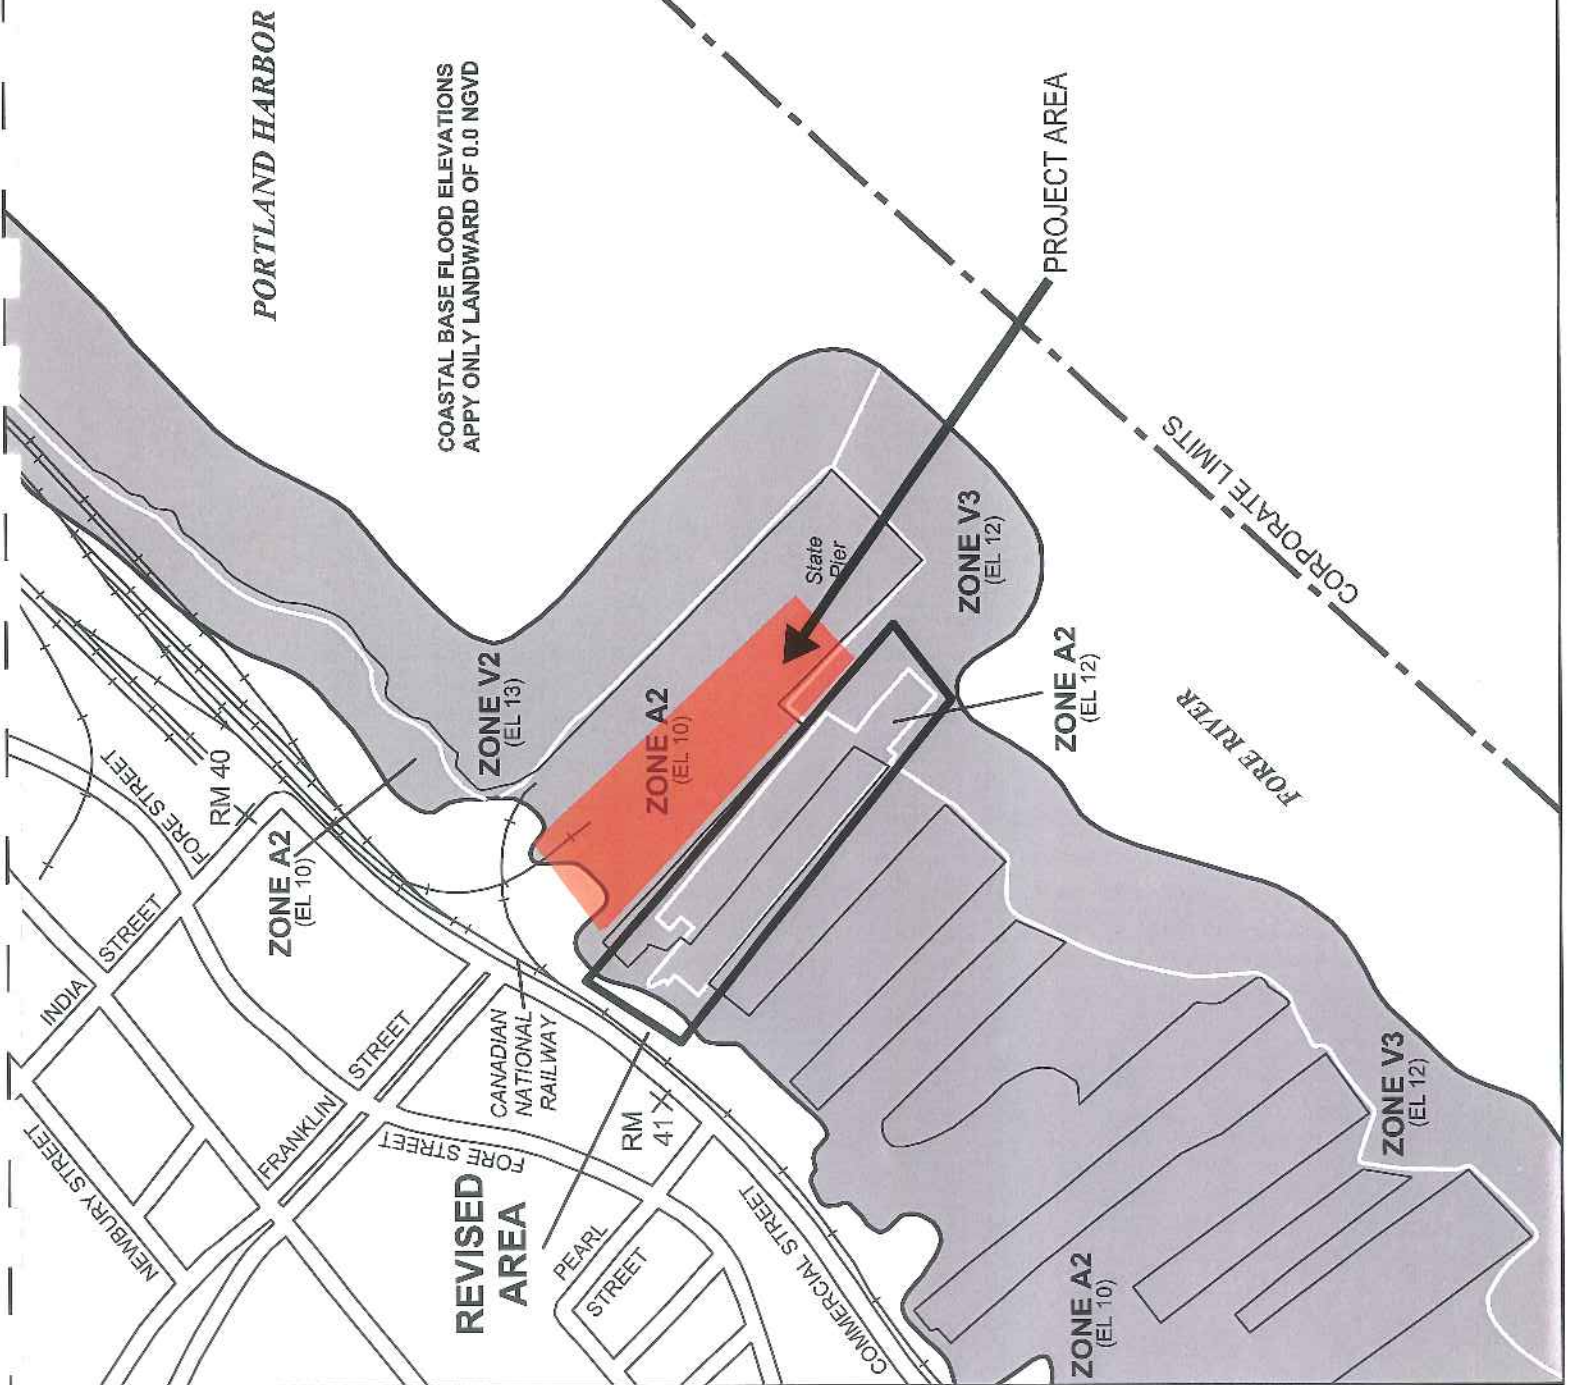 PORTLAND HARBOR
COASTAL BASE FLOOD ELEVATIONS
APPY ONLY LANDWARD OF 0.0 NGVD
PROJECT AREA
CORPORATE LIMITS
State
Pier
ZONE V3
(EL 12)
ZONE A2
(EL 12)
FORE RIVER
ZONE V2
(EL 13)
ZONE A2
(EL 10)
FORE STREET
RM 40
ZONE A2
(EL 10)
INDIA
STREET
CANADIAN
NATIONAL
RAILWAY
FRANKLIN
STREET
NEWBURY STREET
FORE STREET
RM
41
REVISED
AREA
PEARL
STREET
COMMERCIAL STREET
ZONE A2
(EL 10)
ZONE V3
(EL 12)